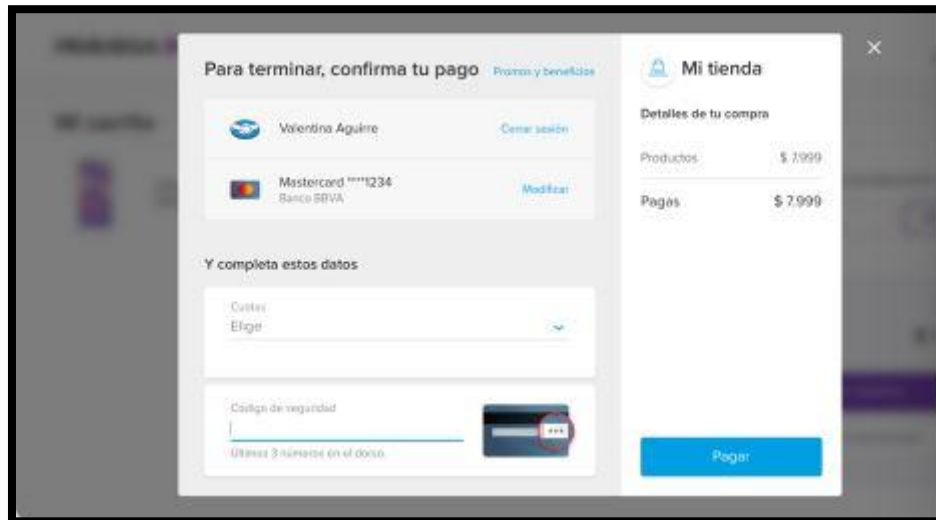 Mi carrito
Para terminar, confirma tu pago
Promos y beneficios
Valentina Aguirre
Cerrar sesión
Mastercard ****1234
Banco BBVA
Modificar
Y completa estos datos
Cuotas
Elige
Código de seguridad
Últimos 3 números en el dorso.
Mi tienda
Detalles de tu compra
Productos $ 7.999
Pagas $ 7.999
Pagar